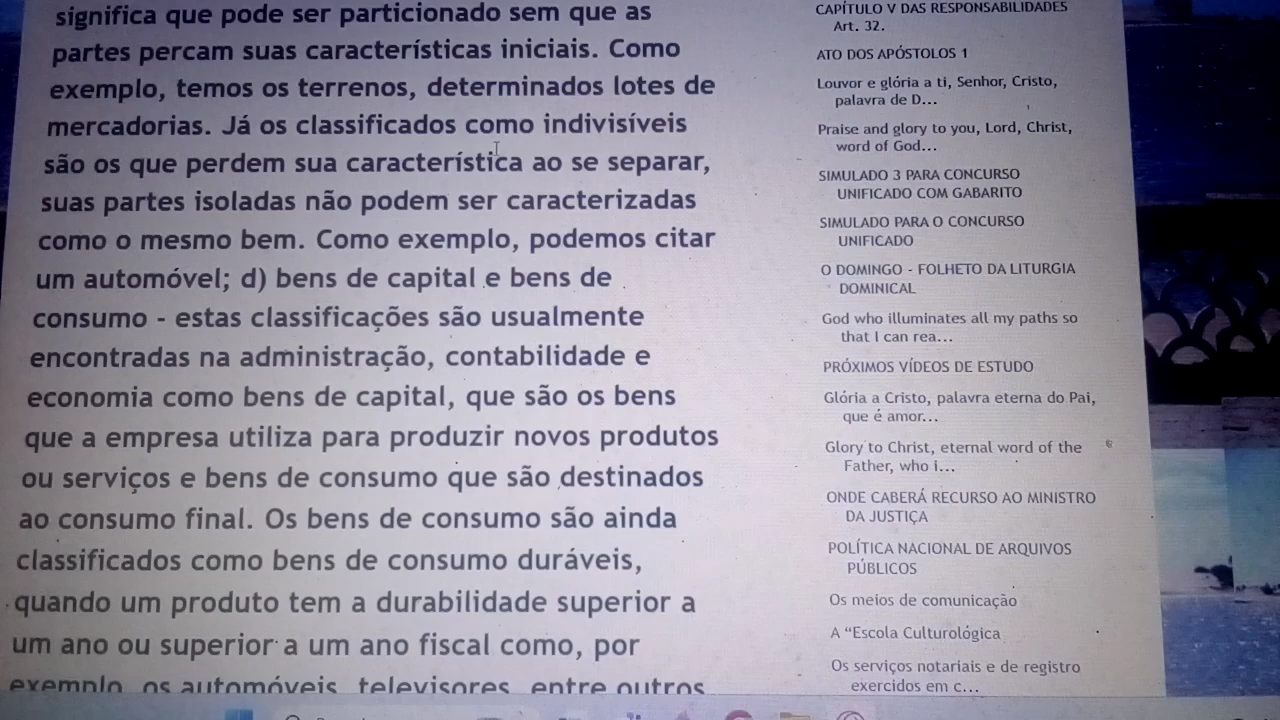 significa que pode ser particionado sem que as
partes percam suas características iniciais. Como
exemplo, temos os terrenos, determinados lotes de
mercadorias. Já os classificados como indivisíveis
são os que perdem sua característica ao se separar,
suas partes isoladas não podem ser caracterizadas
como o mesmo bem. Como exemplo, podemos citar
um automóvel; d) bens de capital e bens de
consumo - estas classificações são usualmente
encontradas na administração, contabilidade e
economia como bens de capital, que são os bens
que a empresa utiliza para produzir novos produtos
ou serviços e bens de consumo que são destinados
ao consumo final. Os bens de consumo são ainda
classificados como bens de consumo duráveis,
quando um produto tem a durabilidade superior a
um ano ou superior a um ano fiscal como, por
exemplo, os automóveis, televisores, entre outros
CAPÍTULO V DAS RESPONSABILIDADES
Art. 32.
ATO DOS APÓSTOLOS 1
Louvor e glória a ti, Senhor, Cristo,
palavra de D...
Praise and glory to you, Lord, Christ,
word of God...
SIMULADO 3 PARA CONCURSO
UNIFICADO COM GABARITO
SIMULADO PARA O CONCURSO
UNIFICADO
O DOMINGO - FOLHETO DA LITURGIA
DOMINICAL
God who illuminates all my paths so
that I can rea...
PRÓXIMOS VÍDEOS DE ESTUDO
Glória a Cristo, palavra eterna do Pai,
que é amor...
Glory to Christ, eternal word of the
Father, who i...
ONDE CABERÁ RECURSO AO MINISTRO
DA JUSTIÇA
POLÍTICA NACIONAL DE ARQUIVOS
PÚBLICOS
Os meios de comunicação
A “Escola Culturológica
Os serviços notariais e de registro
exercidos em c...